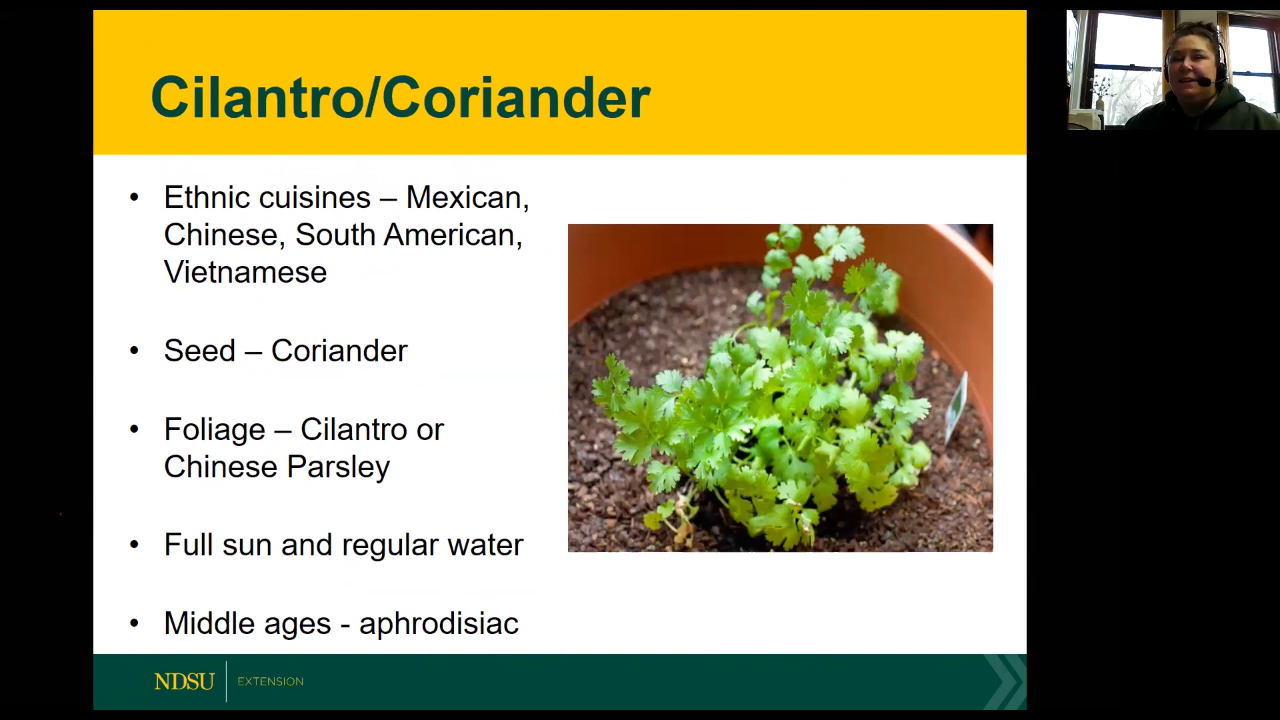 Cilantro/Coriander
• Ethnic cuisines – Mexican,
Chinese, South American,
Vietnamese
• Seed – Coriander
• Foliage – Cilantro or
Chinese Parsley
• Full sun and regular water
• Middle ages - aphrodisiac
NDSU EXTENSION